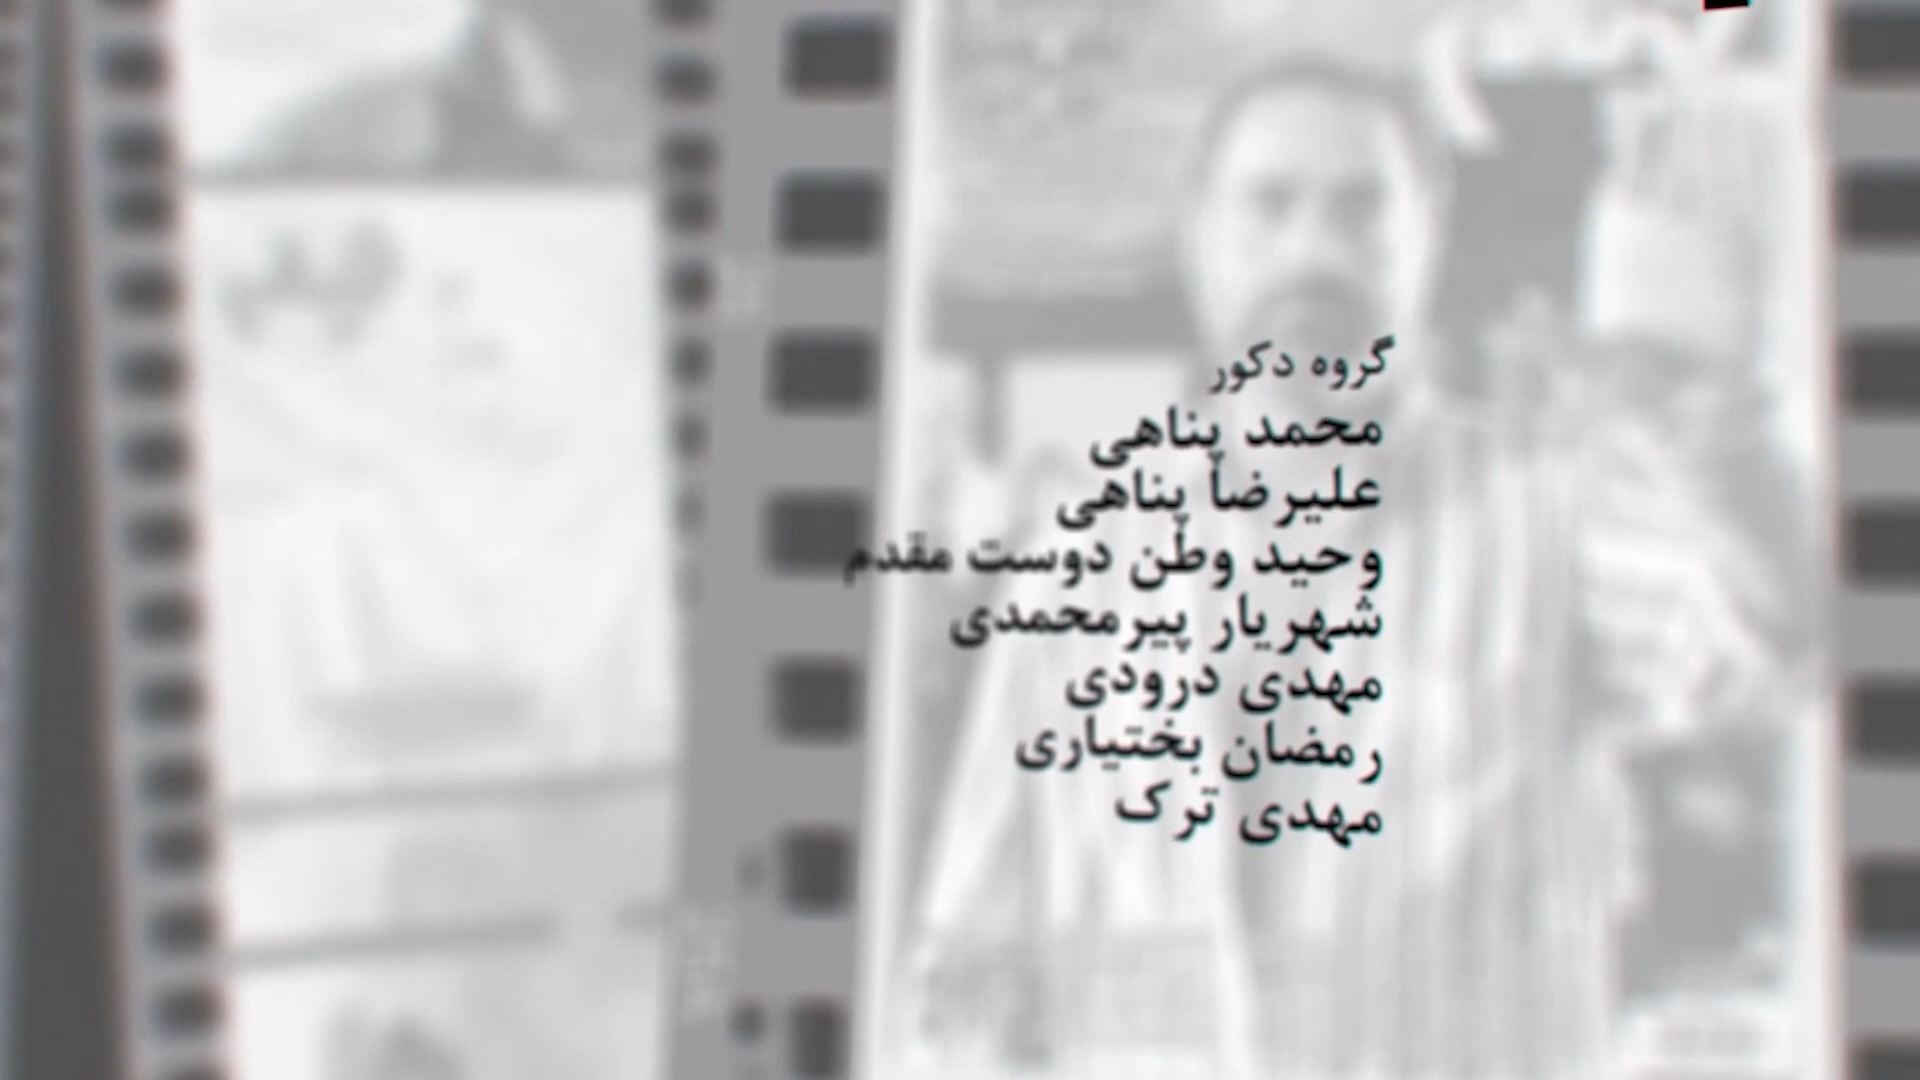 گروه دکور
محمد پناهی
علیرضا پناهی
وحید وطن دوست مقدم
شهریار پیرمحمدی
مهدی درودی
رمضان بختیاری
مهدی ترک